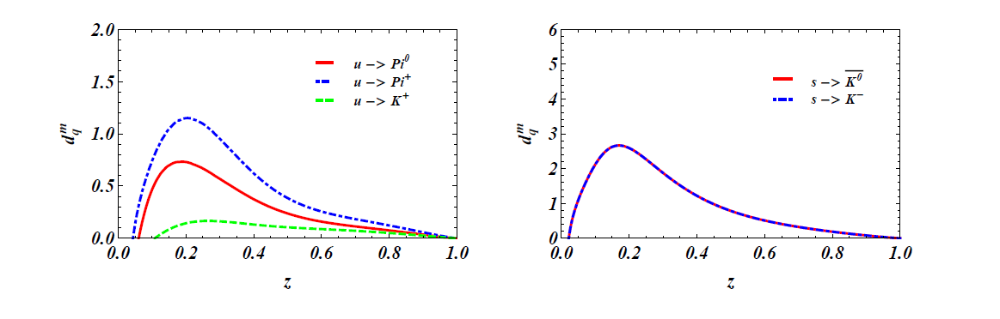 2.0
1.5
1.0
0.5
0.0
0.0 0.2 0.4 0.6 0.8 1.0
z
d_q^m
u -> Pi^0
u -> Pi^+
u -> K^+
6
5
4
3
2
1
0
0.0 0.2 0.4 0.6 0.8 1.0
z
d_q^m
s -> K̅⁰
s -> K^-